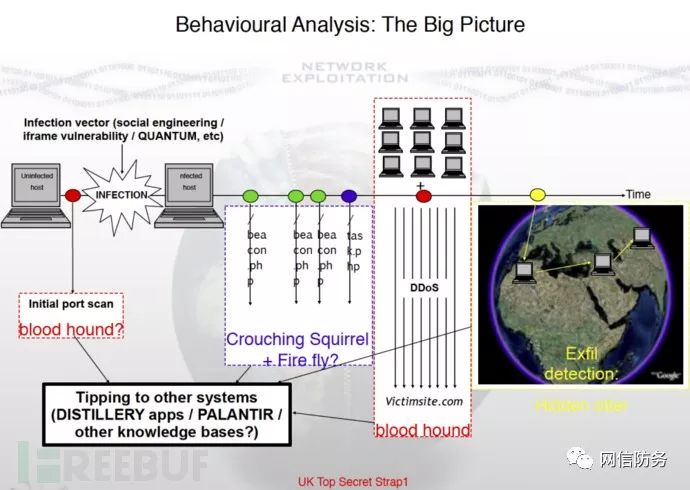 Behavioural Analysis: The Big Picture
NETWORK
EXPLOITATION
Infection vector (social engineering /
iframe vulnerability / QUANTUM, etc)
Uninfected
host
INFECTION
nfected
host
Time
bea
con
.ph
p
bea
con
.ph
p
bea
con
.ph
p
tas
k.p
hp
+
DDoS
Victimsite.com
blood hound
Initial port scan
blood hound?
Crouching Squirrel
+ Fire fly?
Exfil
detection:
Hidden otter
Google
Tipping to other systems
(DISTILLERY apps / PALANTIR /
other knowledge bases?)
FREEBUF
网信防务
UK Top Secret Strap1